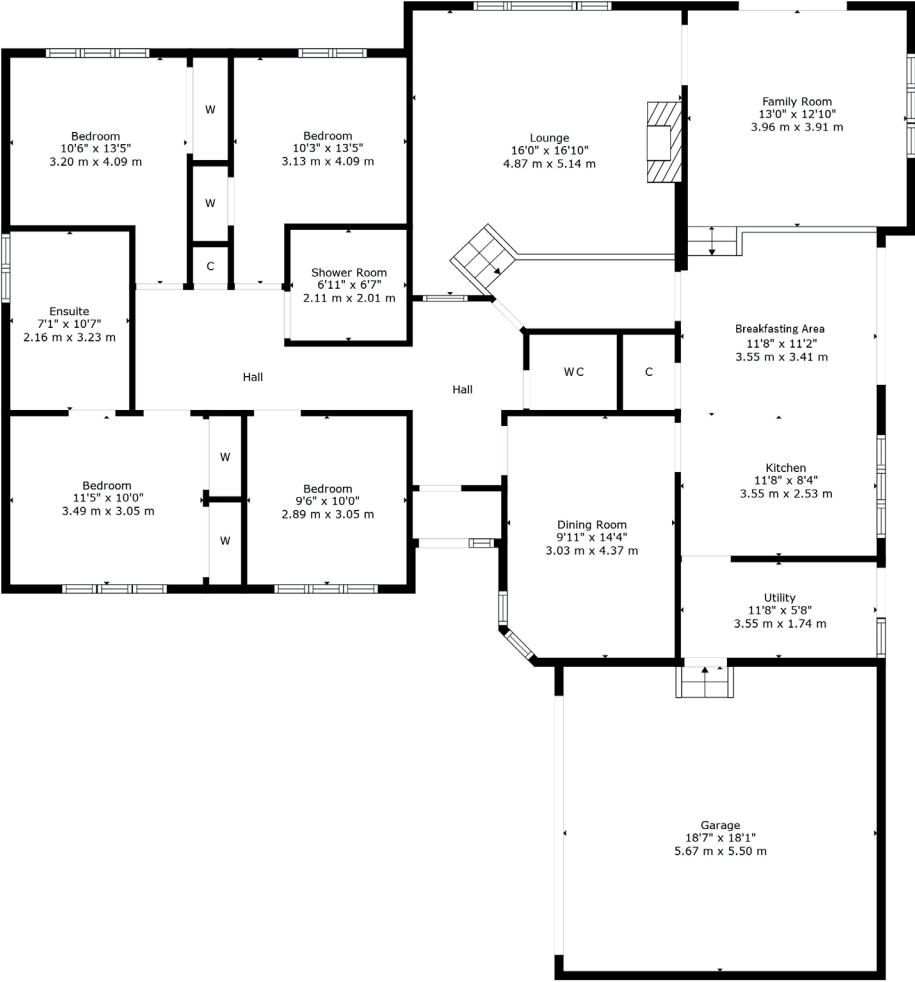 Family Room
13'0" x 12'10"
3.96 m x 3.91 m
W
Bedroom
10'6" x 13'5"
3.20 m x 4.09 m
Bedroom
10'3" x 13'5"
3.13 m x 4.09 m
Lounge
16'0" x 16'10"
4.87 m x 5.14 m
W
C
Shower Room
6'11" x 6'7"
2.11 m x 2.01 m
Ensuite
7'1" x 10'7"
2.16 m x 3.23 m
Breakfasting Area
11'8" x 11'2"
3.55 m x 3.41 m
Hall
Hall
WC
C
W
Bedroom
11'5" x 10'0"
3.49 m x 3.05 m
Bedroom
9'6" x 10'0"
2.89 m x 3.05 m
Kitchen
11'8" x 8'4"
3.55 m x 2.53 m
W
Dining Room
9'11" x 14'4"
3.03 m x 4.37 m
Utility
11'8" x 5'8"
3.55 m x 1.74 m
Garage
18'7" x 18'1"
5.67 m x 5.50 m